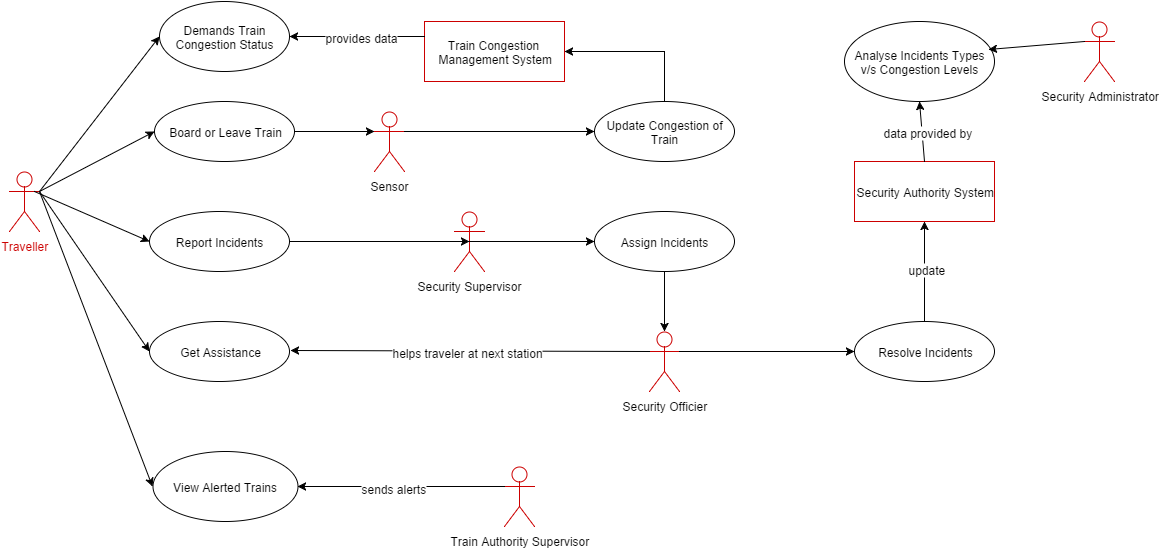 Demands Train
Congestion Status
provides data
Train Congestion
Management System
Analyse Incidents Types
v/s Congestion Levels
Security Administrator
Board or Leave Train
Sensor
Update Congestion of
Train
data provided by
Security Authority System
Traveller
Report Incidents
Security Supervisor
Assign Incidents
update
Get Assistance
helps traveler at next station
Security Officier
Resolve Incidents
View Alerted Trains
sends alerts
Train Authority Supervisor